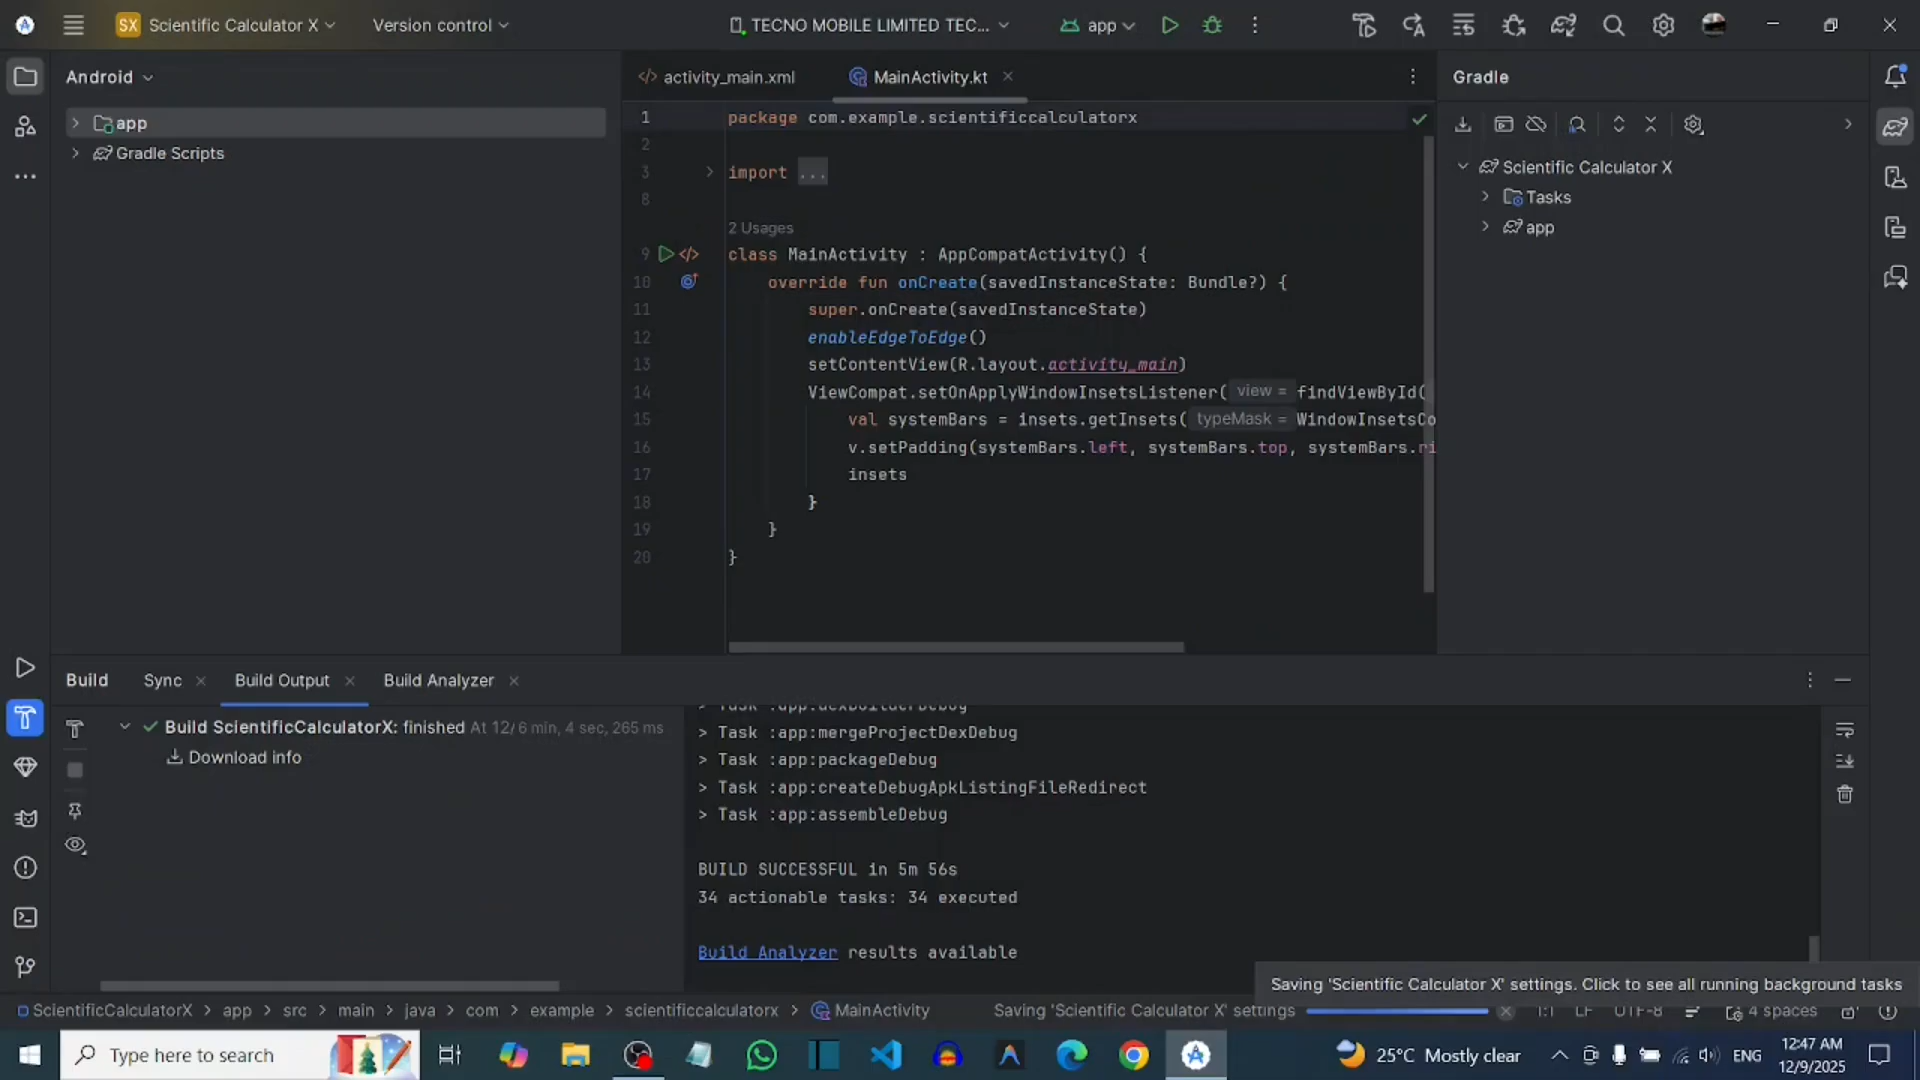 SX Scientific Calculator X Version control TECNO MOBILE LIMITED TEC... app
Android
app
Gradle Scripts
activity_main.xml MainActivity.kt
1 package com.example.scientificcalculatorx
2
3 import ...
8
2 Usages
9 class MainActivity : AppCompatActivity() {
10 override fun onCreate(savedInstanceState: Bundle?) {
11 super.onCreate(savedInstanceState)
12 enableEdgeToEdge()
13 setContentView(R.layout.activity_main)
14 ViewCompat.setOnApplyWindowInsetsListener( view = findViewById(
15 val systemBars = insets.getInsets( typeMask = WindowInsetsCo
16 v.setPadding(systemBars.left, systemBars.top, systemBars.ri
17 insets
18 }
19 }
20 }
Gradle
Scientific Calculator X
Tasks
app
Build Sync Build Output Build Analyzer
Build ScientificCalculatorX: finished At 12/ 6 min, 4 sec, 265 ms
Download info
> Task :app:dexBuilderDebug
> Task :app:mergeProjectDexDebug
> Task :app:packageDebug
> Task :app:createDebugApkListingFileRedirect
> Task :app:assembleDebug
BUILD SUCCESSFUL in 5m 56s
34 actionable tasks: 34 executed
Build Analyzer results available
Saving 'Scientific Calculator X' settings. Click to see all running background tasks
ScientificCalculatorX > app > src > main > java > com > example > scientificcalculatorx > MainActivity Saving 'Scientific Calculator X' settings 1:1 LF UTF-8 4 spaces
Type here to search 25°C Mostly clear ENG 12:47 AM
12/9/2025